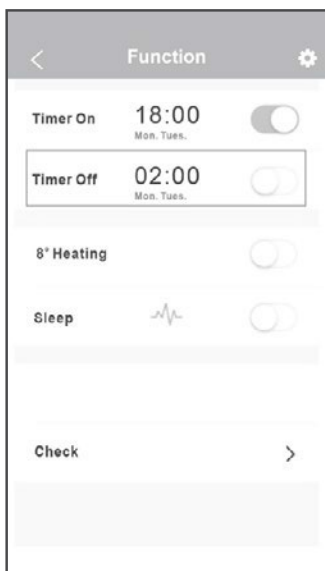 Function
Timer On
18:00
Mon. Tues.
Timer Off
02:00
Mon. Tues.
8° Heating
Sleep
Check